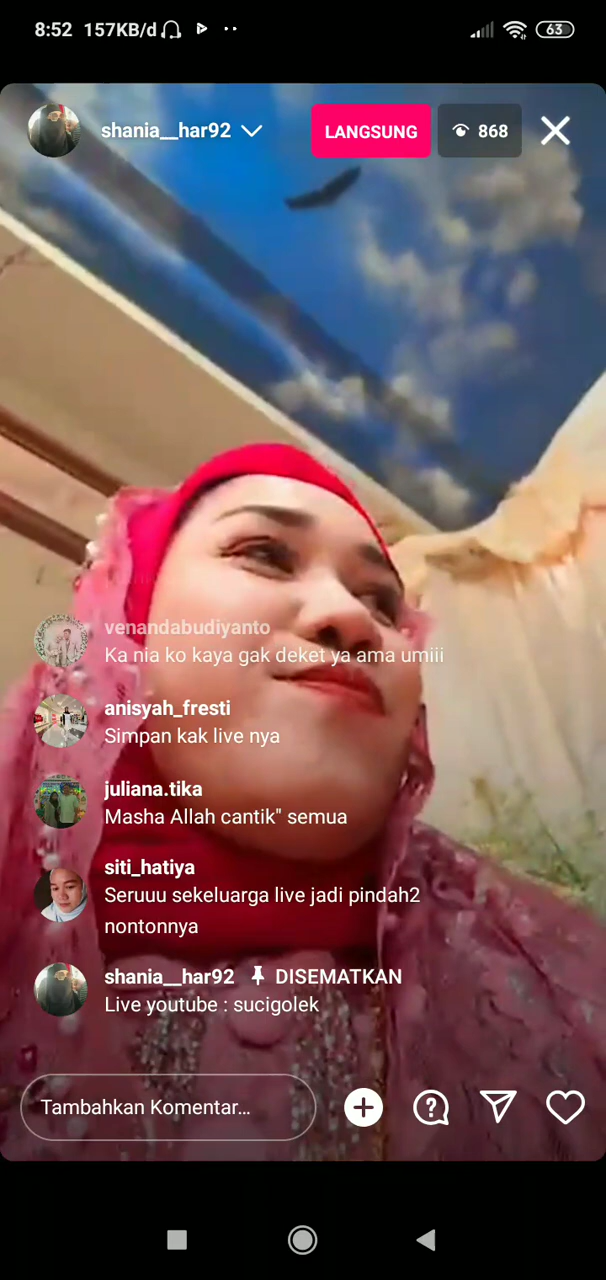 8:52 157KB/d
63
shania__har92
LANGSUNG
868
venandabudiyanto
Ka nia ko kaya gak deket ya ama umiii
anisyah_fresti
Simpan kak live nya
juliana.tika
Masha Allah cantik" semua
siti_hatiya
Seruuu sekeluarga live jadi pindah2
nontonnya
shania__har92 DISEMATKAN
Live youtube : sucigolek
Tambahkan Komentar...